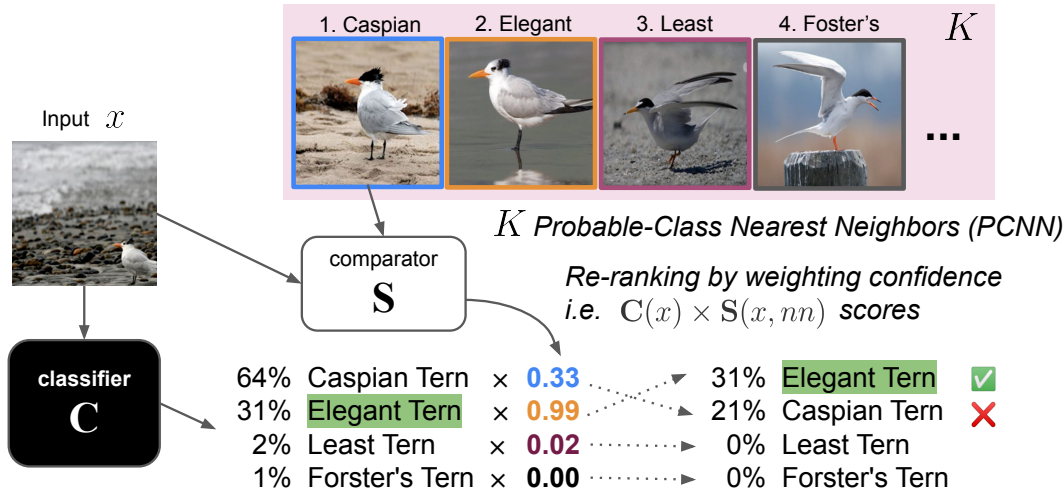 1. Caspian
2. Elegant
3. Least
4. Foster's
K
...
Input x
K Probable-Class Nearest Neighbors (PCNN)
comparator
S
Re-ranking by weighting confidence
i.e. C(x) × S(x, nn) scores
classifier
C
64% Caspian Tern × 0.33
31% Elegant Tern × 0.99
2% Least Tern × 0.02
1% Forster's Tern × 0.00
31% Elegant Tern ✅
21% Caspian Tern ❌
0% Least Tern
0% Forster's Tern